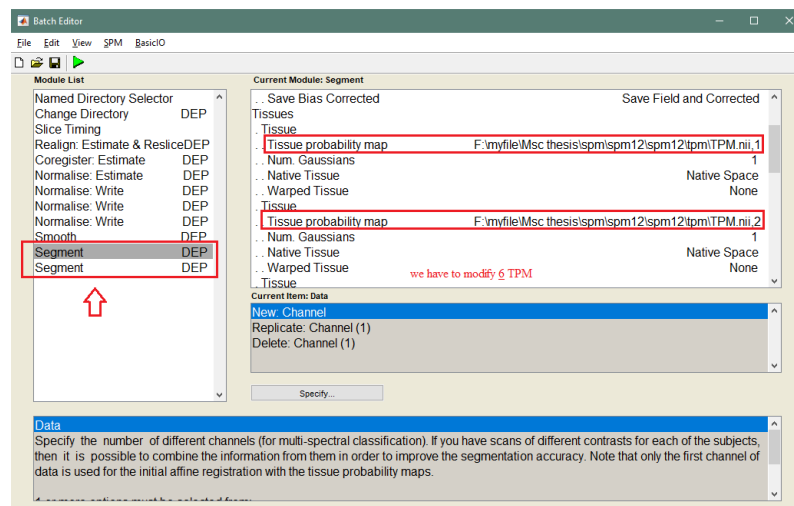 Batch Editor
File Edit View SPM BasicIO
Module List
Named Directory Selector
Change Directory DEP
Slice Timing
Realign: Estimate & ResliceDEP
Coregister: Estimate DEP
Normalise: Estimate DEP
Normalise: Write DEP
Normalise: Write DEP
Normalise: Write DEP
Smooth DEP
Segment DEP
Segment DEP
Current Module: Segment
. . Save Bias Corrected Save Field and Corrected
Tissues
. Tissue
. . Tissue probability map F:\myfile\Msc thesis\spm\spm12\spm12\tpm\TPM.nii,1
. . Num. Gaussians 1
. . Native Tissue Native Space
. . Warped Tissue None
. Tissue
. . Tissue probability map F:\myfile\Msc thesis\spm\spm12\spm12\tpm\TPM.nii,2
. . Num. Gaussians 1
. . Native Tissue Native Space
. . Warped Tissue None
we have to modify 6 TPM
. Tissue
Current Item: Data
New: Channel
Replicate: Channel (1)
Delete: Channel (1)
Specify...
Data
Specify the number of different channels (for multi-spectral classification). If you have scans of different contrasts for each of the subjects,
then it is possible to combine the information from them in order to improve the segmentation accuracy. Note that only the first channel of
data is used for the initial affine registration with the tissue probability maps.